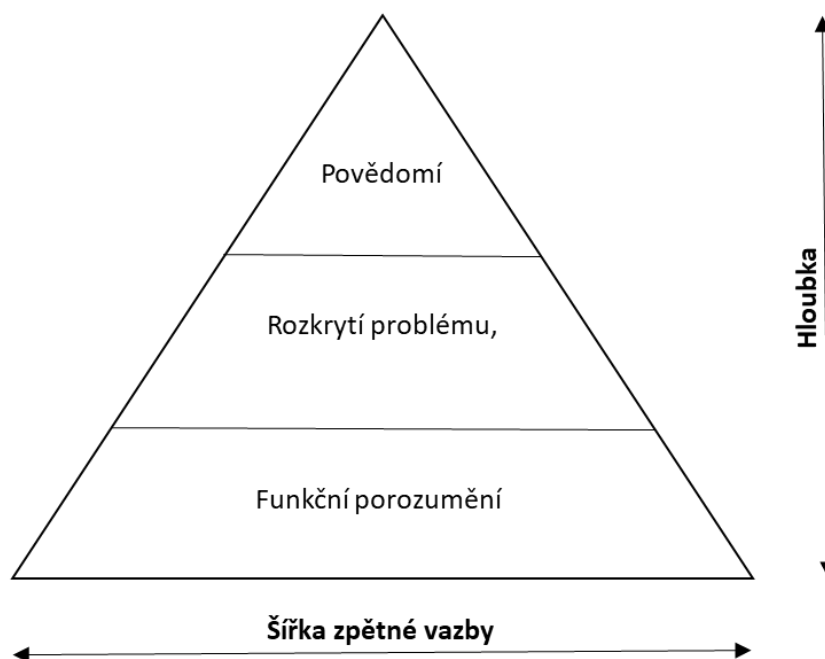 Povědomí
Rozkrytí problému,
Hloubka
Funkční porozumění
Šířka zpětné vazby